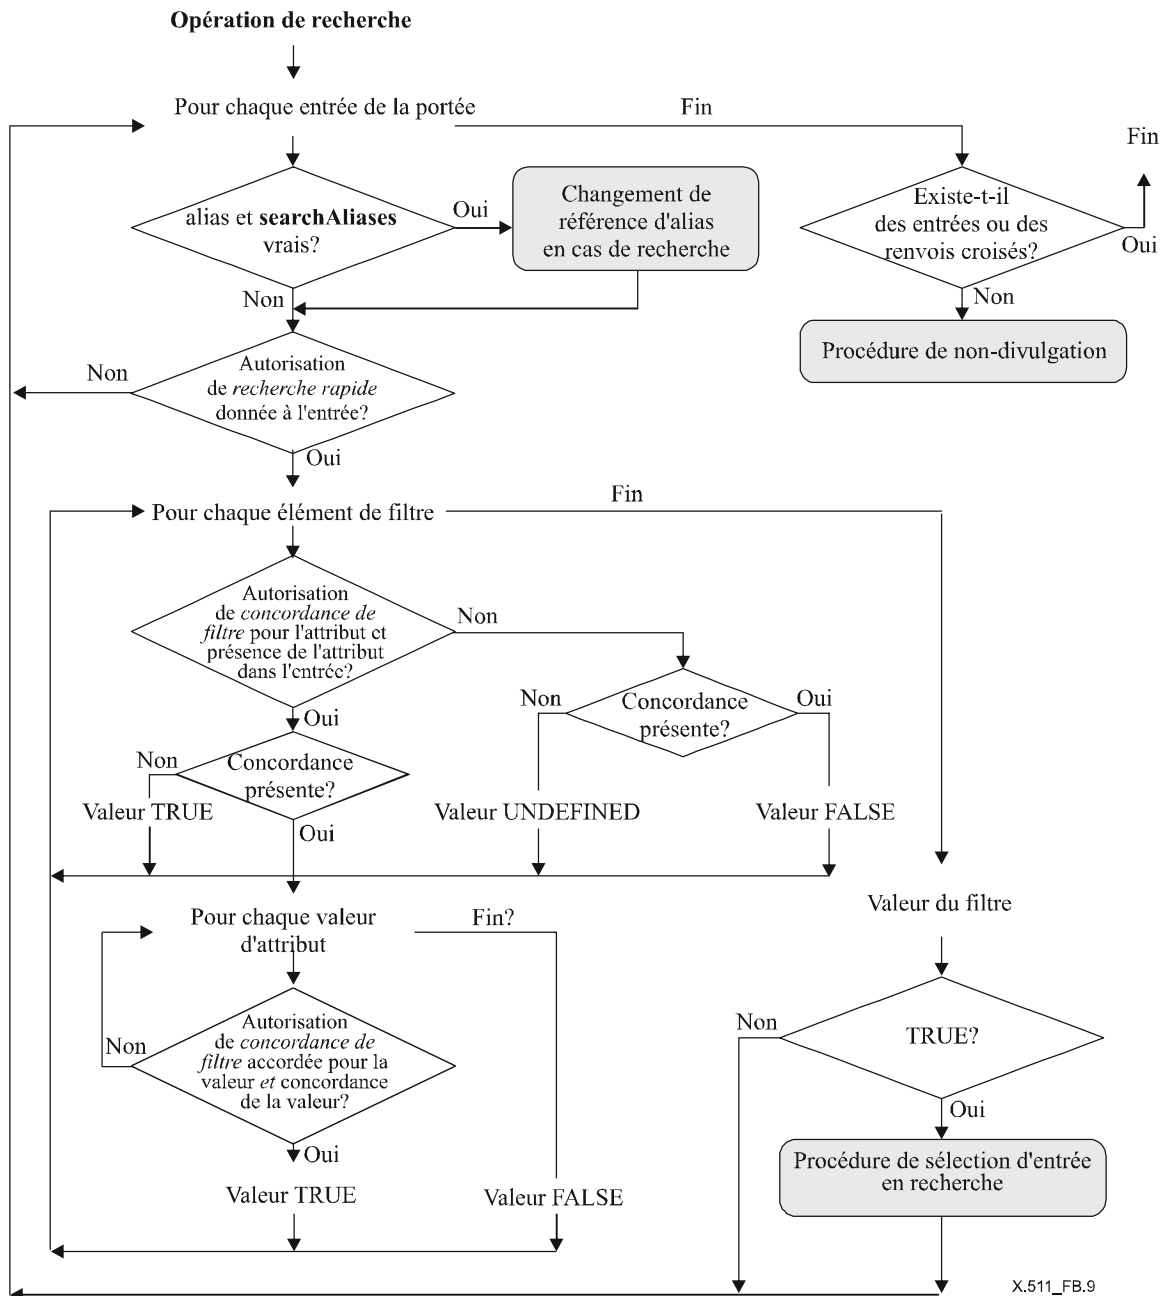 Opération de recherche
Pour chaque entrée de la portée
Fin
Fin
alias et searchAliases
vrais?
Oui
Changement de
référence d'alias
en cas de recherche
Existe-t-il
des entrées ou des
renvois croisés?
Oui
Non
Non
Procédure de non-divulgation
Non
Autorisation
de recherche rapide
donnée à l'entrée?
Oui
Pour chaque élément de filtre
Fin
Autorisation
de concordance de
filtre pour l'attribut et
présence de l'attribut
dans l'entrée?
Non
Oui
Non
Concordance
présente?
Oui
Non
Concordance
présente?
Oui
Valeur TRUE
Valeur UNDEFINED
Valeur FALSE
Pour chaque valeur
d'attribut
Fin?
Valeur du filtre
Autorisation
de concordance de
filtre accordée pour la
valeur et concordance
de la valeur?
Non
Oui
Non
TRUE?
Oui
Valeur TRUE
Valeur FALSE
Procédure de sélection d'entrée
en recherche
X.511_FB.9